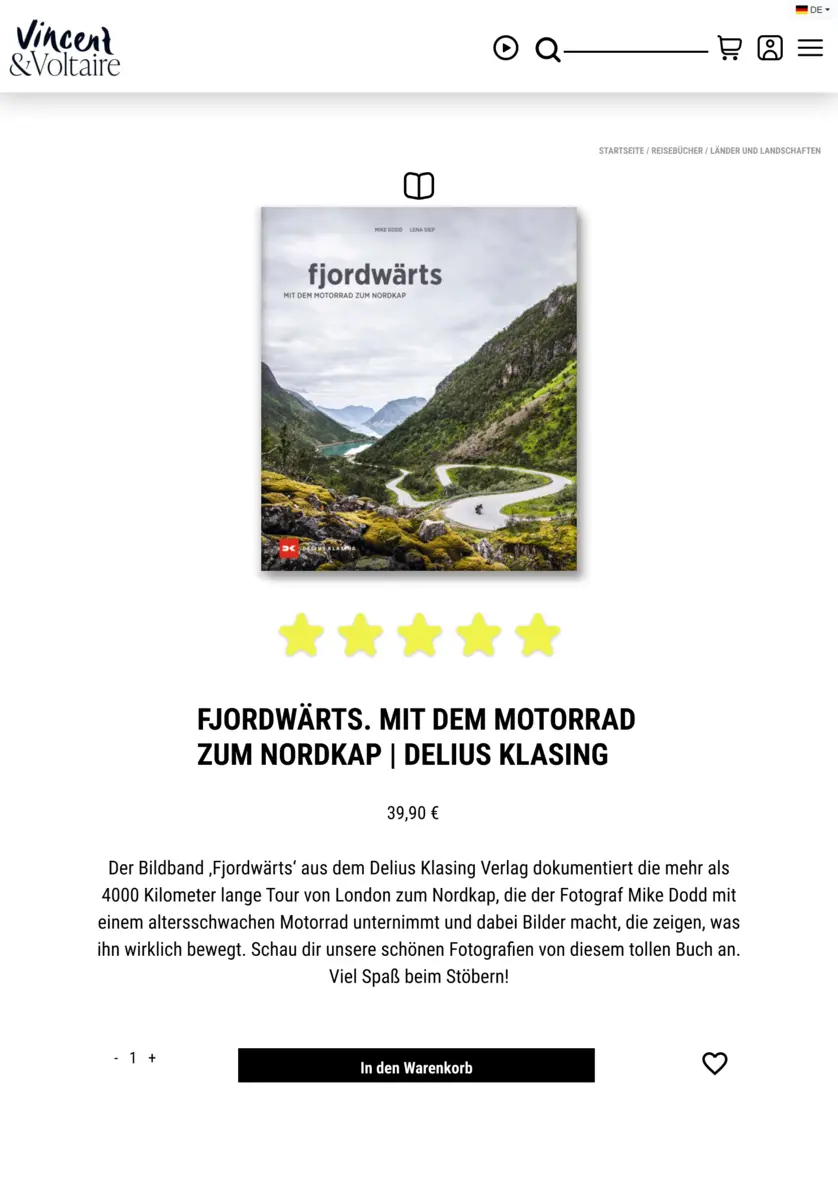 DE
Vincent
&Voltaire
STARTSEITE / REISEBÜCHER / LÄNDER UND LANDSCHAFTEN
MIKE DODD LENA SIEP
fjordwärts
MIT DEM MOTORRAD ZUM NORDKAP
DELIUS KLASING
FJORDWÄRTS. MIT DEM MOTORRAD
ZUM NORDKAP | DELIUS KLASING
39,90 €
Der Bildband ‚Fjordwärts‘ aus dem Delius Klasing Verlag dokumentiert die mehr als
4000 Kilometer lange Tour von London zum Nordkap, die der Fotograf Mike Dodd mit
einem altersschwachen Motorrad unternimmt und dabei Bilder macht, die zeigen, was
ihn wirklich bewegt. Schau dir unsere schönen Fotografien von diesem tollen Buch an.
Viel Spaß beim Stöbern!
- 1 +
In den Warenkorb